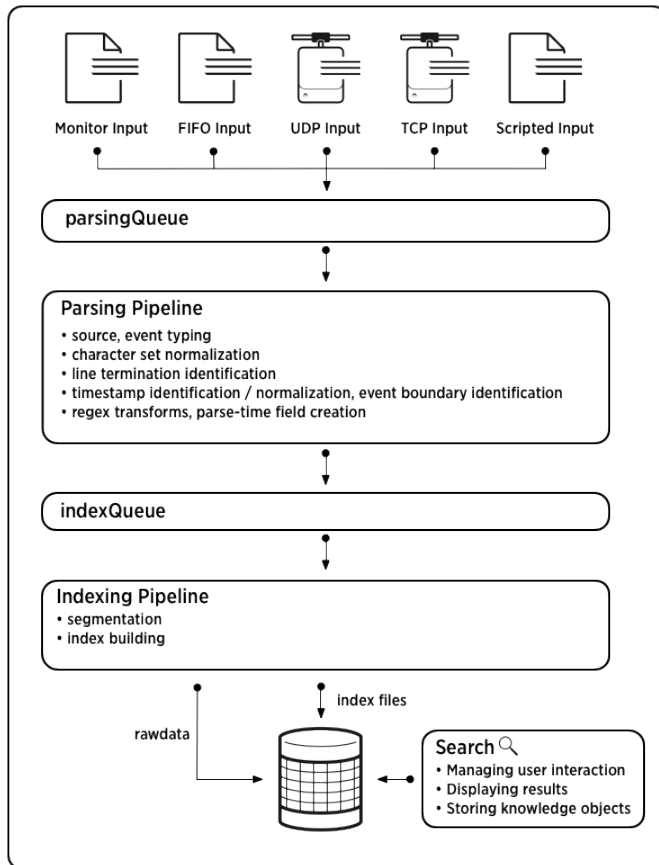 Monitor Input
FIFO Input
UDP Input
TCP Input
Scripted Input
parsingQueue
Parsing Pipeline
• source, event typing
• character set normalization
• line termination identification
• timestamp identification / normalization, event boundary identification
• regex transforms, parse-time field creation
indexQueue
Indexing Pipeline
• segmentation
• index building
index files
rawdata
Search
• Managing user interaction
• Displaying results
• Storing knowledge objects